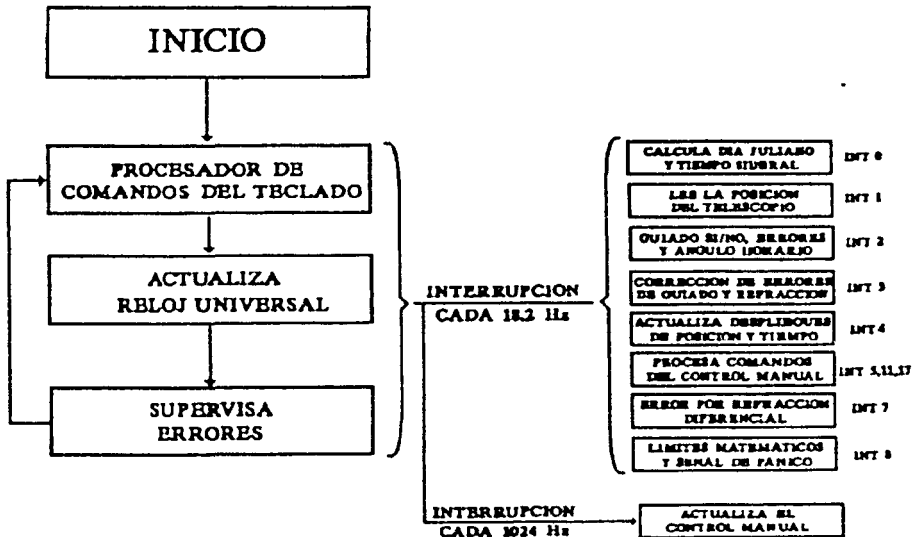 INICIO
PROCESADOR DE
COMANDOS DEL TECLADO
ACTUALIZA
RELOJ UNIVERSAL
SUPERVISA
ERRORES
INTERRUPCION
CADA 18.2 Hz
CALCULA DIA JULIANO
Y TIEMPO SIDERAL
INT 0
LEE LA POSICION
DEL TELESCOPIO
INT 1
GUIADO SI/NO, ERRORES
Y ANGULO HORARIO
INT 2
CORRECCION DE ERRORES
DE GUIADO Y REFRACCION
INT 3
ACTUALIZA DESPLIEGUES
DE POSICION Y TIEMPO
INT 4
PROCESA COMANDOS
DEL CONTROL MANUAL
INT 5,11,17
ERROR POR REFRACCION
DIFERENCIAL
INT 7
LIMITES MATEMATICOS
Y SENAL DE PANICO
INT 8
INTERRUPCION
CADA 1024 Hz
ACTUALIZA EL
CONTROL MANUAL